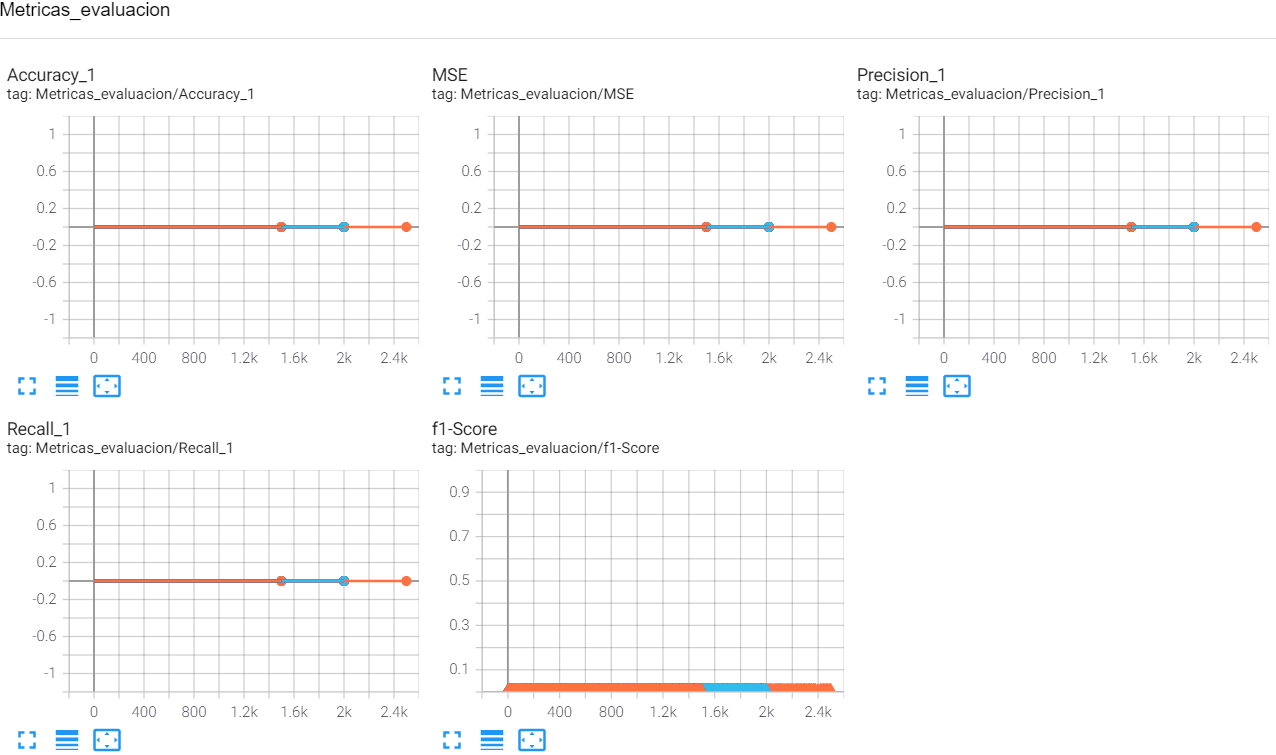 Metricas_evaluacion
Accuracy_1
tag: Metricas_evaluacion/Accuracy_1
1
0.6
0.2
-0.2
-0.6
-1
0 400 800 1.2k 1.6k 2k 2.4k
MSE
tag: Metricas_evaluacion/MSE
1
0.6
0.2
-0.2
-0.6
-1
0 400 800 1.2k 1.6k 2k 2.4k
Precision_1
tag: Metricas_evaluacion/Precision_1
1
0.6
0.2
-0.2
-0.6
-1
0 400 800 1.2k 1.6k 2k 2.4k
Recall_1
tag: Metricas_evaluacion/Recall_1
1
0.6
0.2
-0.2
-0.6
-1
0 400 800 1.2k 1.6k 2k 2.4k
f1-Score
tag: Metricas_evaluacion/f1-Score
0.9
0.7
0.5
0.3
0.1
0 400 800 1.2k 1.6k 2k 2.4k